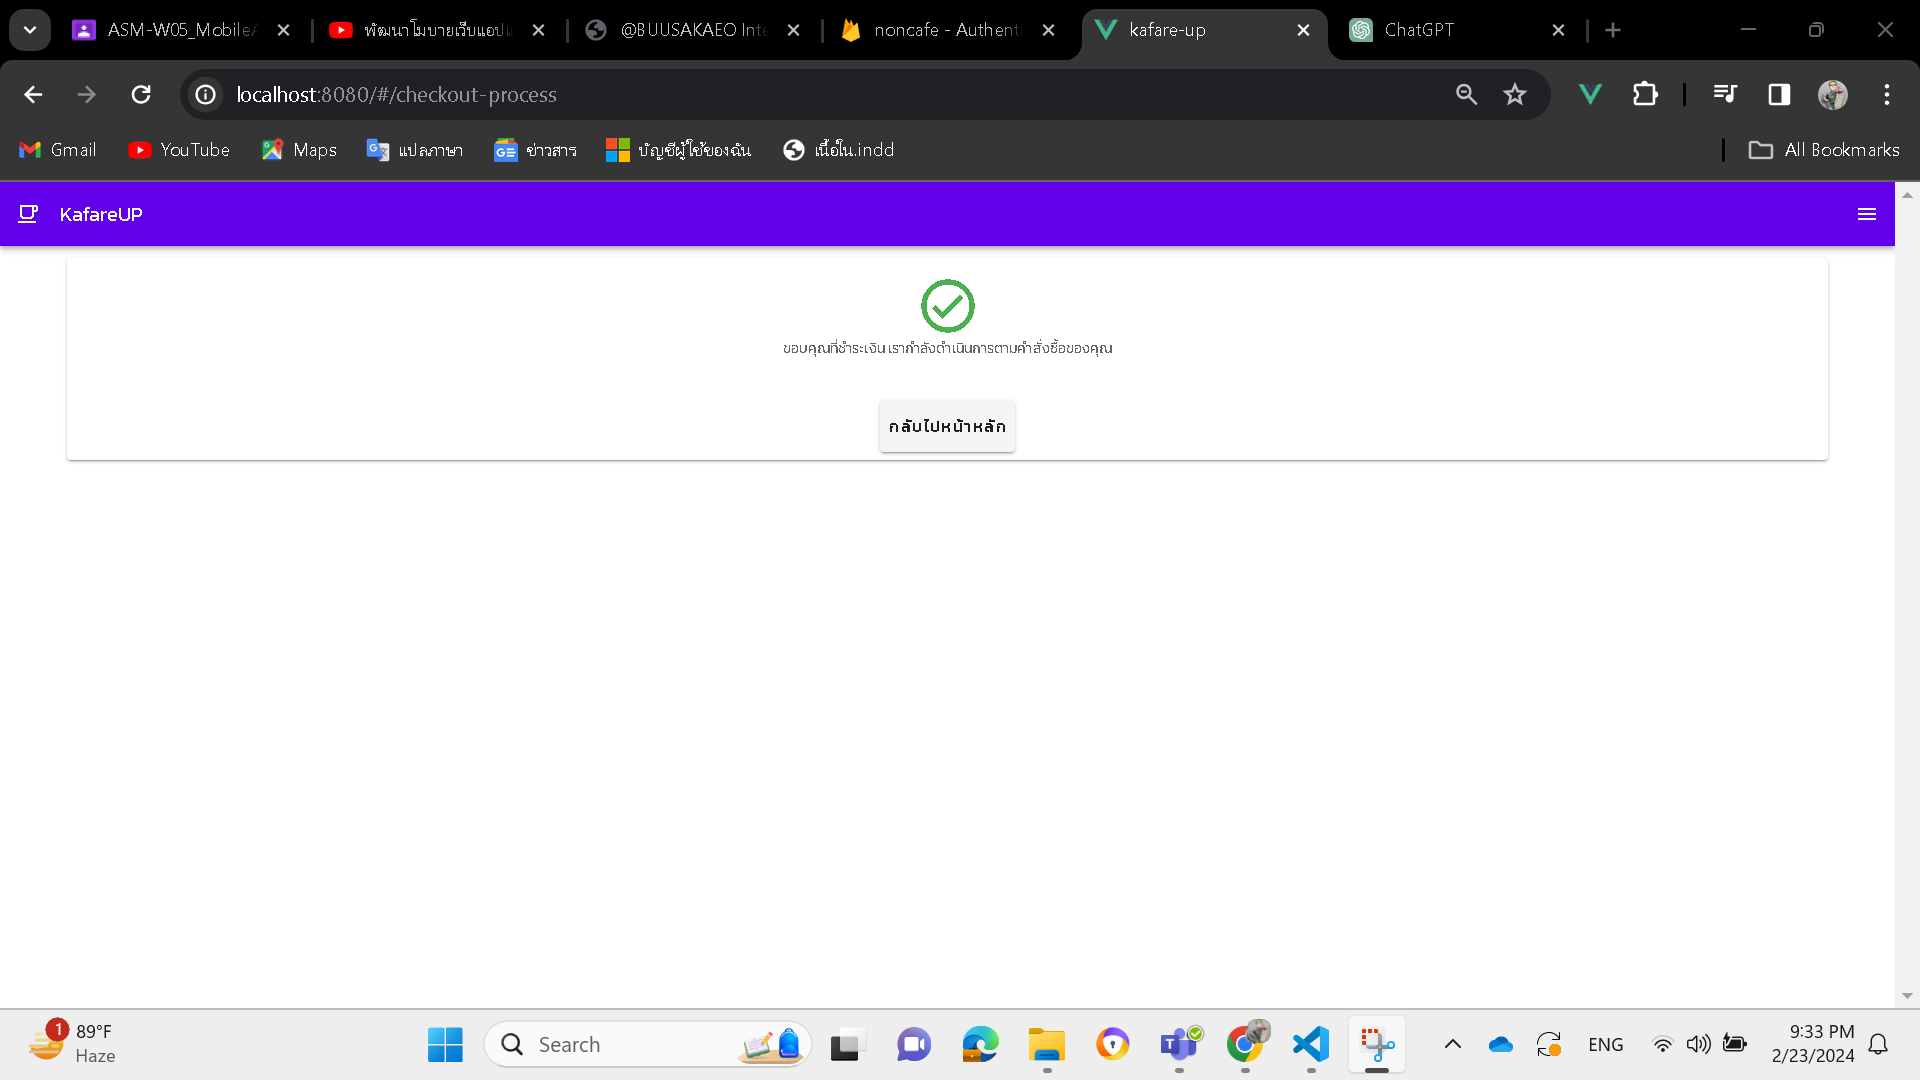 ASM-W05_Mobile
พัฒนาโมบายเว็บแอป
@BUUSAKAEO Inte
noncafe - Authenti
kafare-up
ChatGPT
localhost:8080/#/checkout-process
Gmail
YouTube
Maps
แปลภาษา
ข่าวสาร
บัญชีผู้ใช้ของฉัน
เนื้อใน.indd
All Bookmarks
KafareUP
ขอบคุณที่ชำระเงิน เรากำลังดำเนินการตามคำสั่งซื้อของคุณ
กลับไปหน้าหลัก
1
89°F
Haze
Search
ENG
9:33 PM
2/23/2024